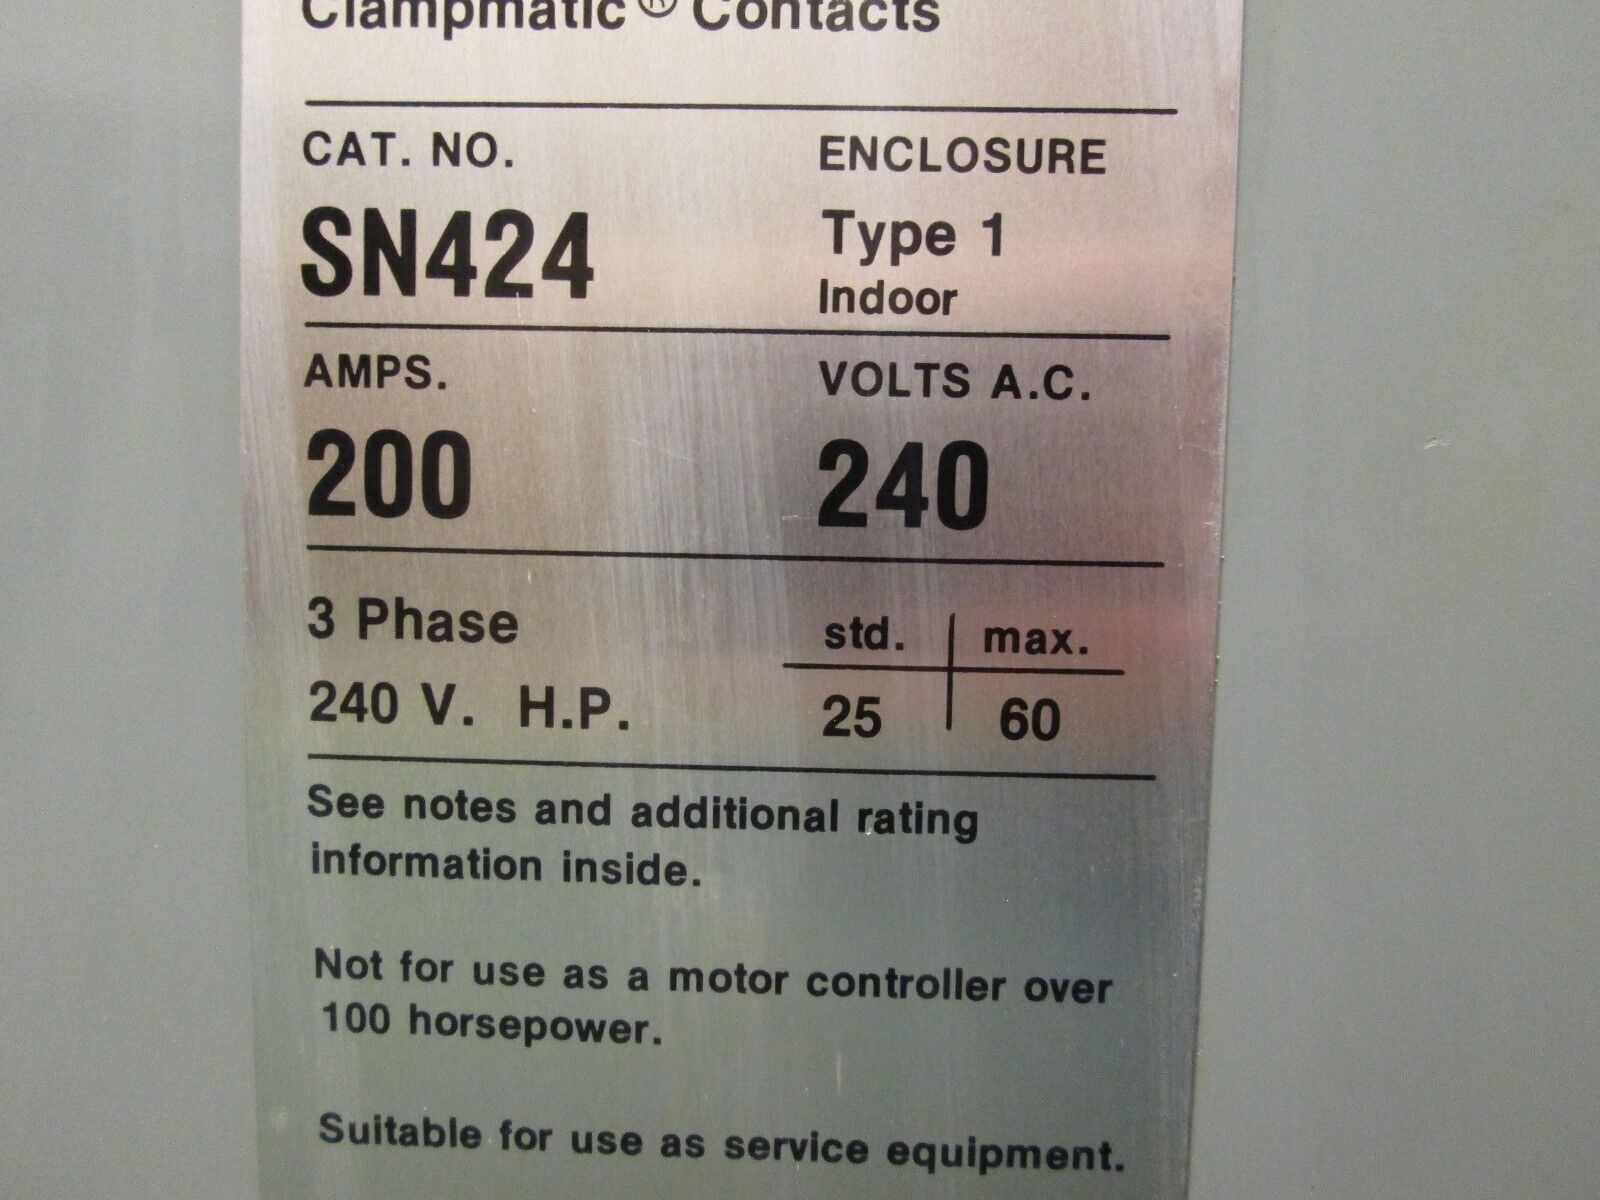 Clampmatic® Contacts
CAT. NO. ENCLOSURE
SN424 Type 1
Indoor
AMPS. VOLTS A.C.
200 240
3 Phase std. max.
240 V. H.P. 25 60
See notes and additional rating
information inside.
Not for use as a motor controller over
100 horsepower.
Suitable for use as service equipment.